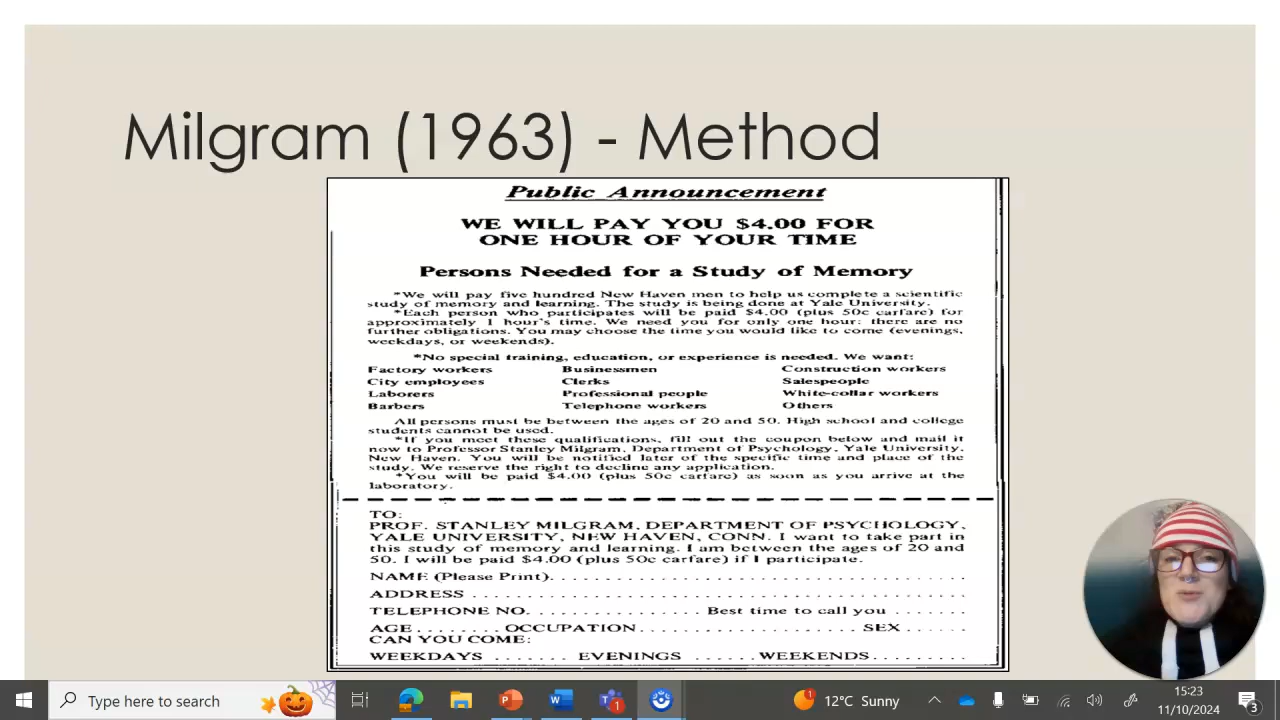 Milgram (1963) - Method
Public Announcement
WE WILL PAY YOU $4.00 FOR
ONE HOUR OF YOUR TIME
Persons Needed for a Study of Memory
*We will pay five hundred New Haven men to help us complete a scientific
study of memory and learning. The study is being done at Yale University.
*Each person who participates will be paid $4.00 (plus 50c carfare) for
approximately 1 hour's time. We need you for only one hour: there are no
further obligations. You may choose the time you would like to come (evenings,
weekdays, or weekends).
*No special training, education, or experience is needed. We want:
Factory workers Businessmen Construction workers
City employees Clerks Salespeople
Laborers Professional people White-collar workers
Barbers Telephone workers Others
All persons must be between the ages of 20 and 50. High school and college
students cannot be used.
*If you meet these qualifications, fill out the coupon below and mail it
now to Professor Stanley Milgram, Department of Psychology, Yale University,
New Haven. You will be notified later of the specific time and place of the
study. We reserve the right to decline any application.
*You will be paid $4.00 (plus 50c carfare) as soon as you arrive at the
laboratory.
TO:
PROF. STANLEY MILGRAM, DEPARTMENT OF PSYCHOLOGY,
YALE UNIVERSITY, NEW HAVEN, CONN. I want to take part in
this study of memory and learning. I am between the ages of 20 and
50. I will be paid $4.00 (plus 50c carfare) if I participate.
NAME (Please Print)
ADDRESS
TELEPHONE NO. Best time to call you
AGE OCCUPATION SEX
CAN YOU COME:
WEEKDAYS EVENINGS WEEKENDS
Type here to search
1
1
12°C Sunny
15:23
11/10/2024
3